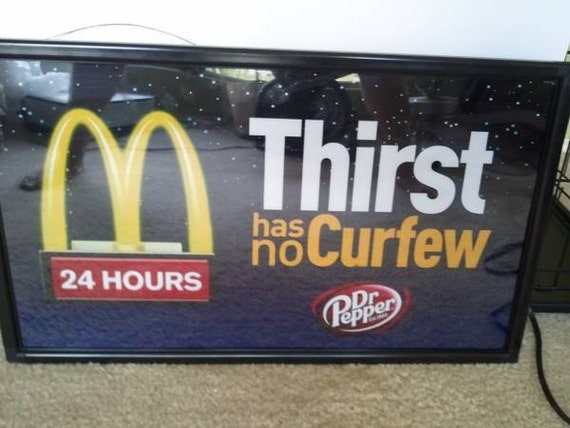 24 HOURS
Thirst
has no Curfew
Dr
Pepper